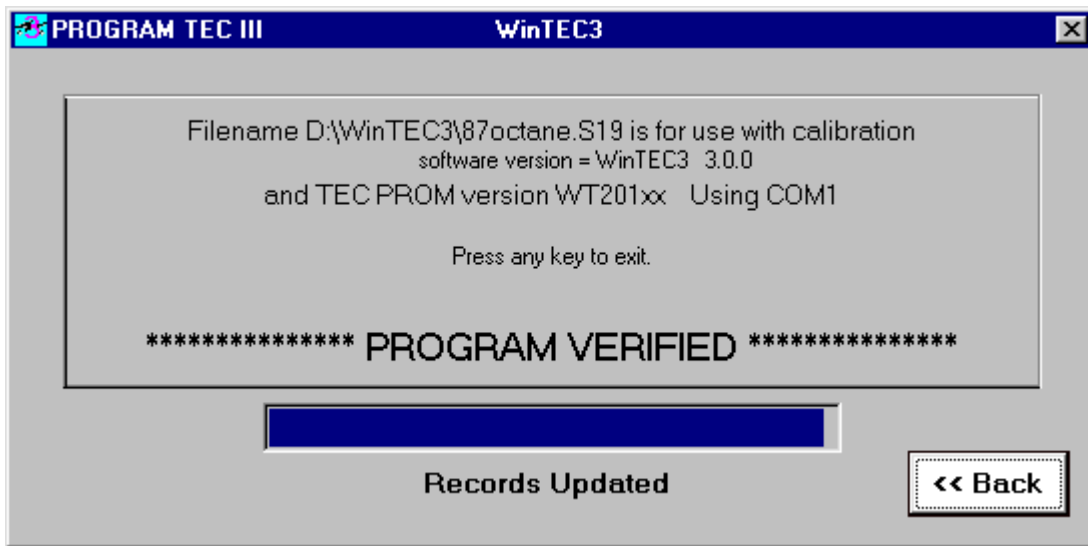 PROGRAM TEC III WinTEC3
Filename D:\WinTEC3\87octane.S19 is for use with calibration
software version = WinTEC3 3.0.0
and TEC PROM version WT201xx Using COM1
Press any key to exit.
*************** PROGRAM VERIFIED ***************
Records Updated
<< Back